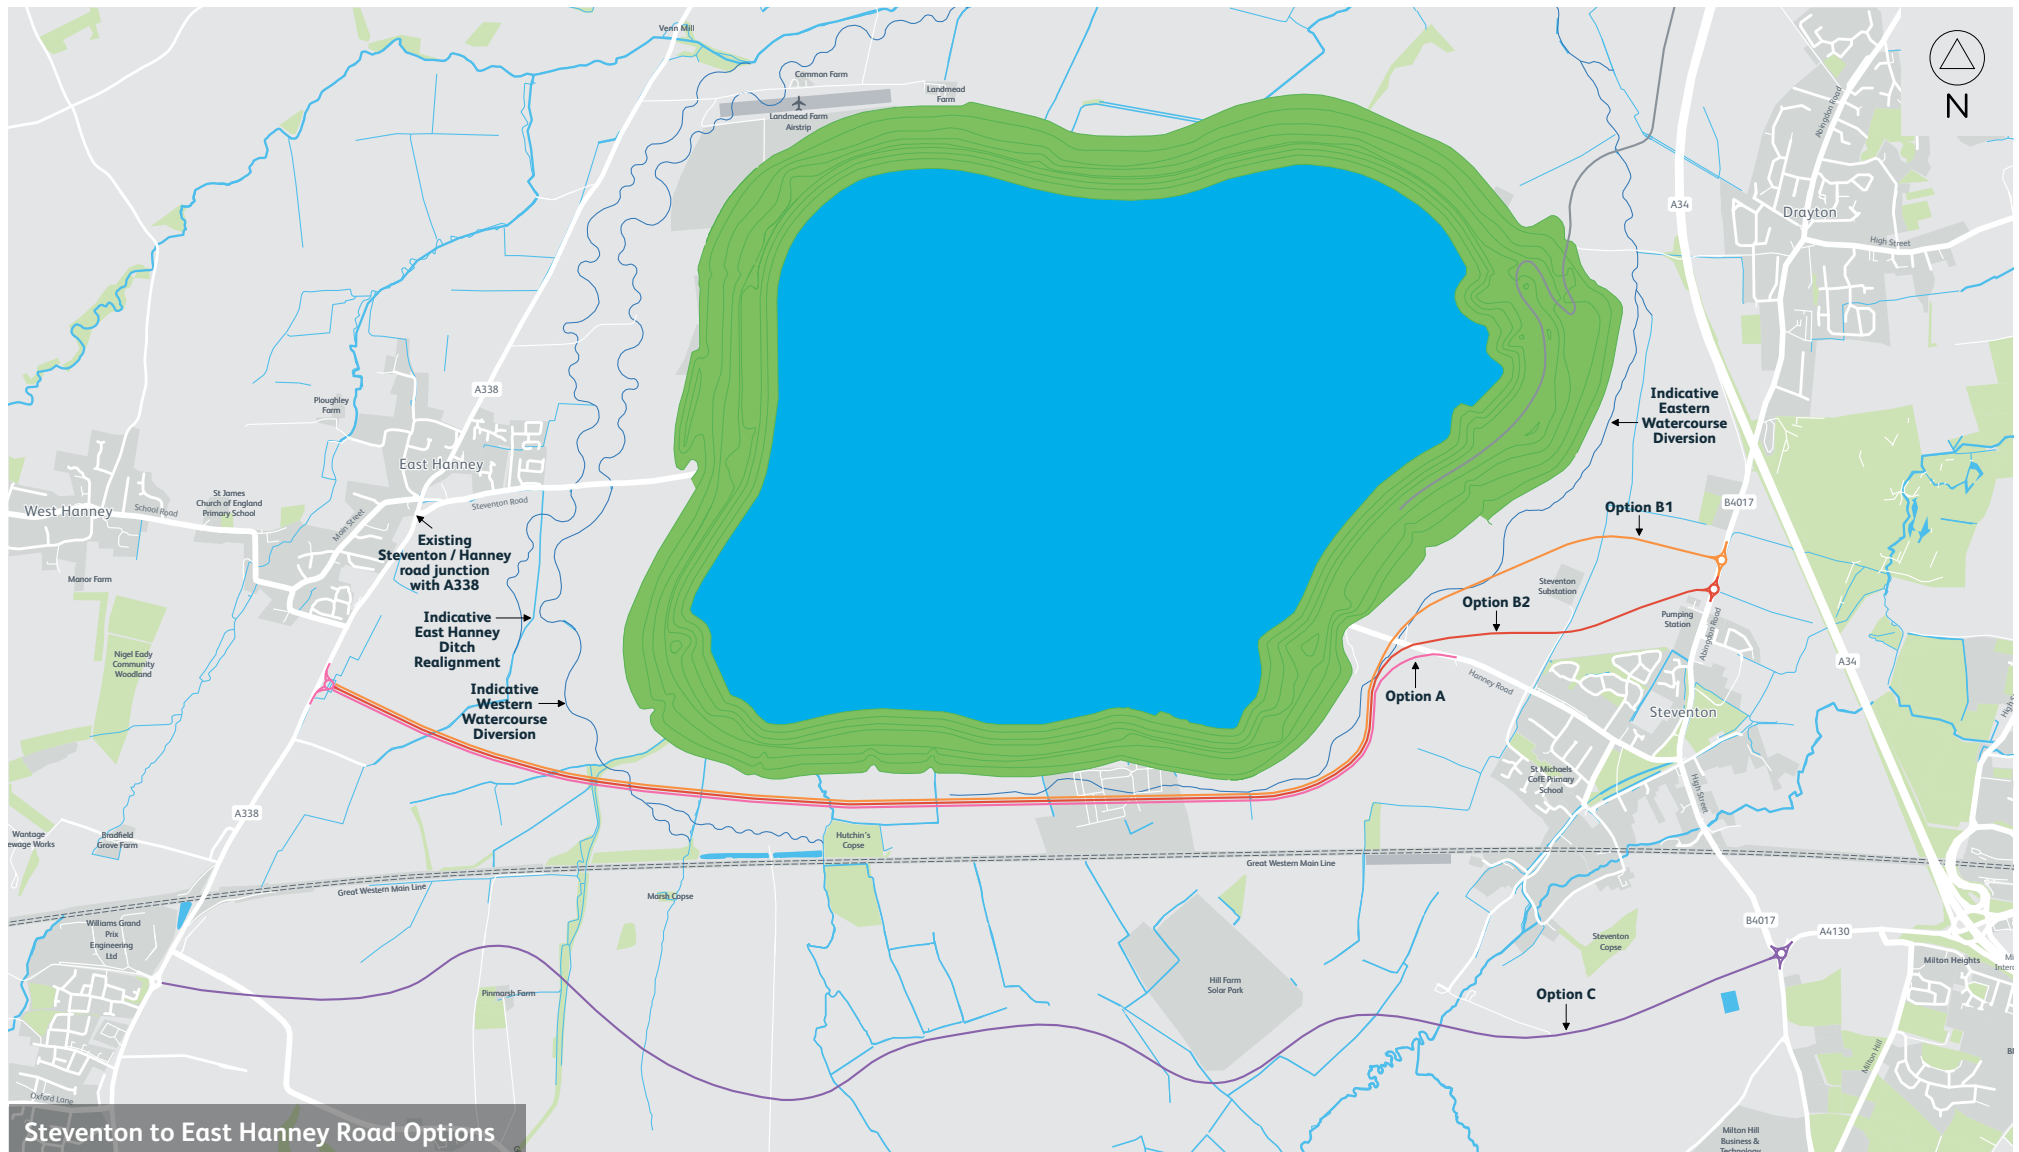 Venn Mill
Common Farm
Landmead
Farm
Landmead Farm
Airstrip
N
Abingdon Road
A34
Drayton
High Street
A338
Ploughley
Farm
East Hanney
Indicative
Eastern
Watercourse
Diversion
St James
Church of England
Primary School
West Hanney
School Road
Main Street
Steventon Road
B4017
Option B1
Existing
Steventon / Hanney
road junction
with A338
Manor Farm
Steventon
Substation
Option B2
Indicative
East Hanney
Ditch
Realignment
Pumping
Station
Abingdon Road
Nigel Eady
Community
Woodland
A34
Indicative
Western
Watercourse
Diversion
Option A
Hanney Road
Steventon
St Michaels
CofE Primary
School
High Street
A338
Wantage
ewage Works
Bradfield
Grove Farm
Hutchin's
Copse
Great Western Main Line
Great Western Main Line
Marsh Copse
Williams Grand
Prix
Engineering
Ltd
B4017
A4130
Steventon
Copse
Milton Heights
Hill Farm
Solar Park
Pinmarsh Farm
Option C
Milton Hill
Oxford Lane
Steventon to East Hanney Road Options
Milton Hill
Business &
Technology